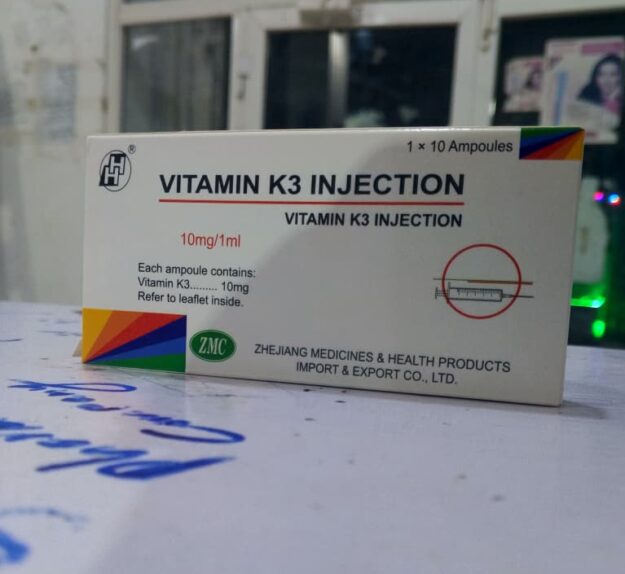 1 × 10 Ampoules
®
VITAMIN K3 INJECTION
VITAMIN K3 INJECTION
10mg/1ml
Each ampoule contains:
Vitamin K3......... 10mg
Refer to leaflet inside.
ZMC
ZHEJIANG MEDICINES & HEALTH PRODUCTS
IMPORT & EXPORT CO., LTD.
Company